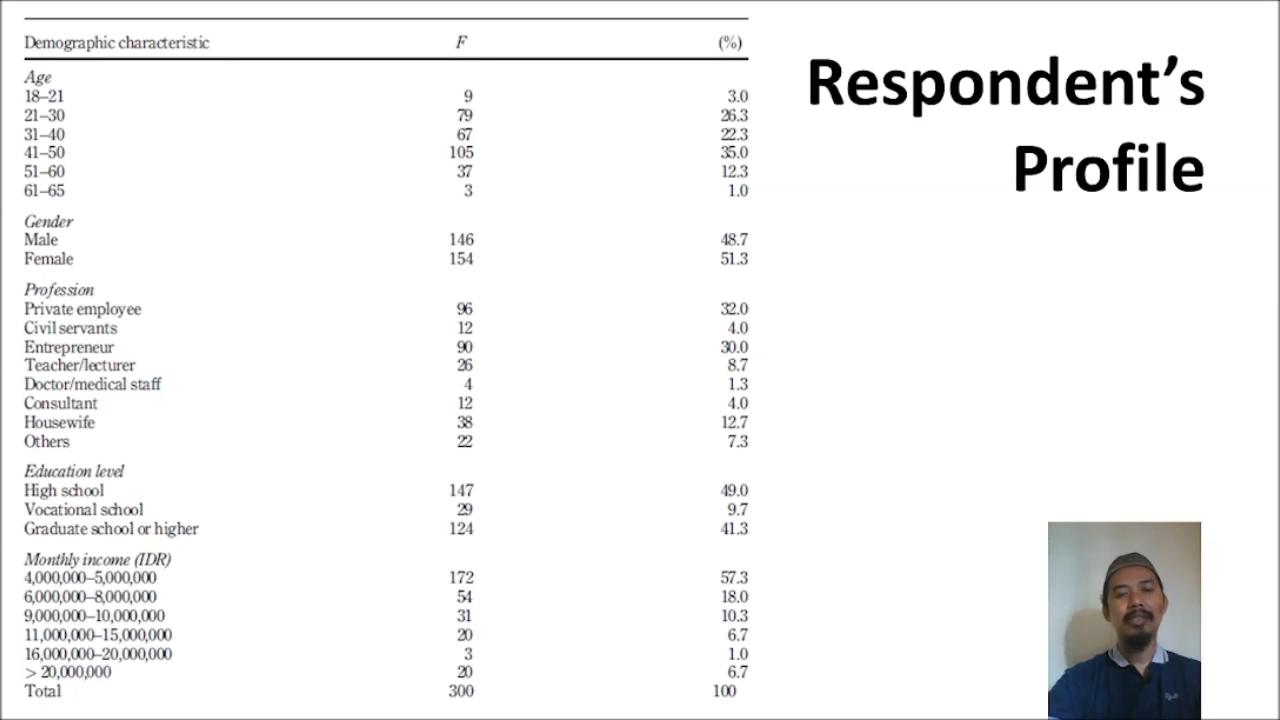 Respondent's
Profile
Demographic characteristic F (%)
Age
18–21 9 3.0
21–30 79 26.3
31–40 67 22.3
41–50 105 35.0
51–60 37 12.3
61–65 3 1.0
Gender
Male 146 48.7
Female 154 51.3
Profession
Private employee 96 32.0
Civil servants 12 4.0
Entrepreneur 90 30.0
Teacher/lecturer 26 8.7
Doctor/medical staff 4 1.3
Consultant 12 4.0
Housewife 38 12.7
Others 22 7.3
Education level
High school 147 49.0
Vocational school 29 9.7
Graduate school or higher 124 41.3
Monthly income (IDR)
4,000,000–5,000,000 172 57.3
6,000,000–8,000,000 54 18.0
9,000,000–10,000,000 31 10.3
11,000,000–15,000,000 20 6.7
16,000,000–20,000,000 3 1.0
> 20,000,000 20 6.7
Total 300 100